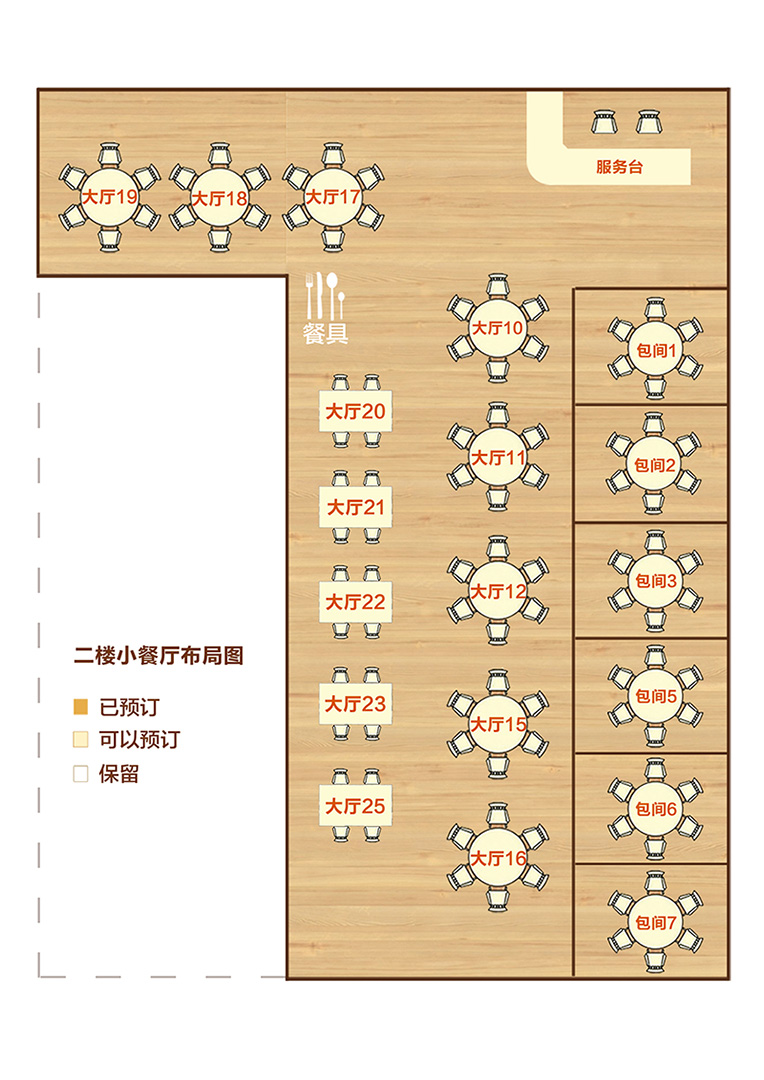 服务台
大厅19
大厅18
大厅17
餐具
大厅10
包间1
大厅20
大厅11
包间2
大厅21
大厅12
包间3
大厅22
二楼小餐厅布局图
已预订
可以预订
保留
大厅23
大厅15
包间5
大厅25
大厅16
包间6
包间7